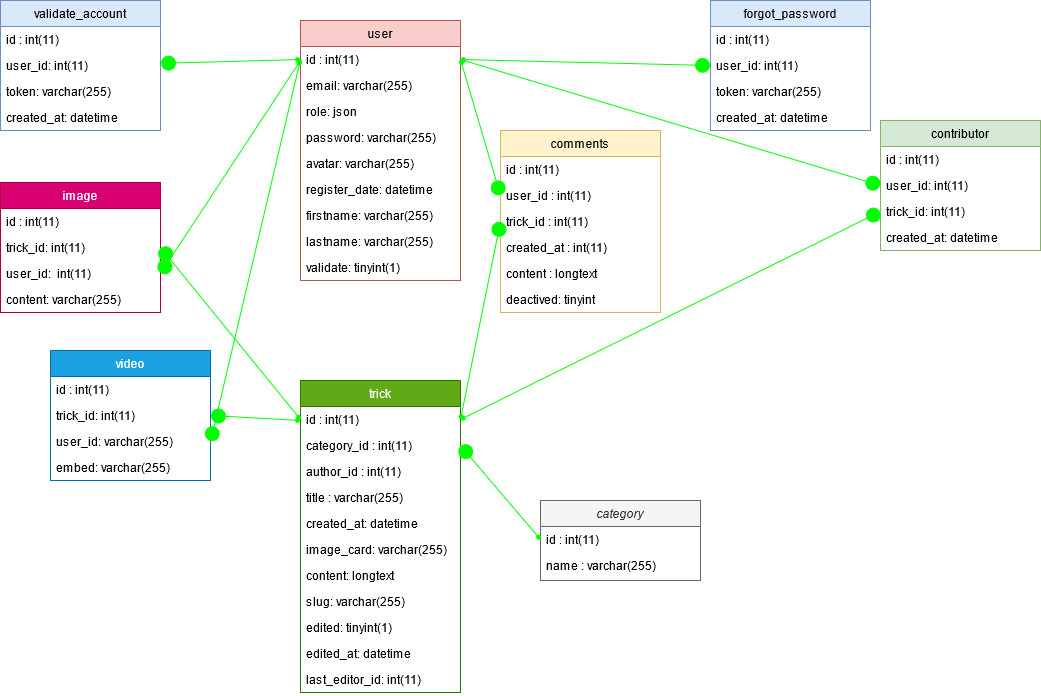 validate_account
id : int(11)
user_id: int(11)
token: varchar(255)
created_at: datetime
user
id : int(11)
email: varchar(255)
role: json
password: varchar(255)
avatar: varchar(255)
register_date: datetime
firstname: varchar(255)
lastname: varchar(255)
validate: tinyint(1)
forgot_password
id : int(11)
user_id: int(11)
token: varchar(255)
created_at: datetime
comments
id : int(11)
user_id : int(11)
trick_id : int(11)
created_at : int(11)
content : longtext
deactived: tinyint
contributor
id : int(11)
user_id: int(11)
trick_id: int(11)
created_at: datetime
image
id : int(11)
trick_id: int(11)
user_id:  int(11)
content: varchar(255)
video
id : int(11)
trick_id: int(11)
user_id: varchar(255)
embed: varchar(255)
trick
id : int(11)
category_id : int(11)
author_id : int(11)
title : varchar(255)
created_at: datetime
image_card: varchar(255)
content: longtext
slug: varchar(255)
edited: tinyint(1)
edited_at: datetime
last_editor_id: int(11)
category
id : int(11)
name : varchar(255)